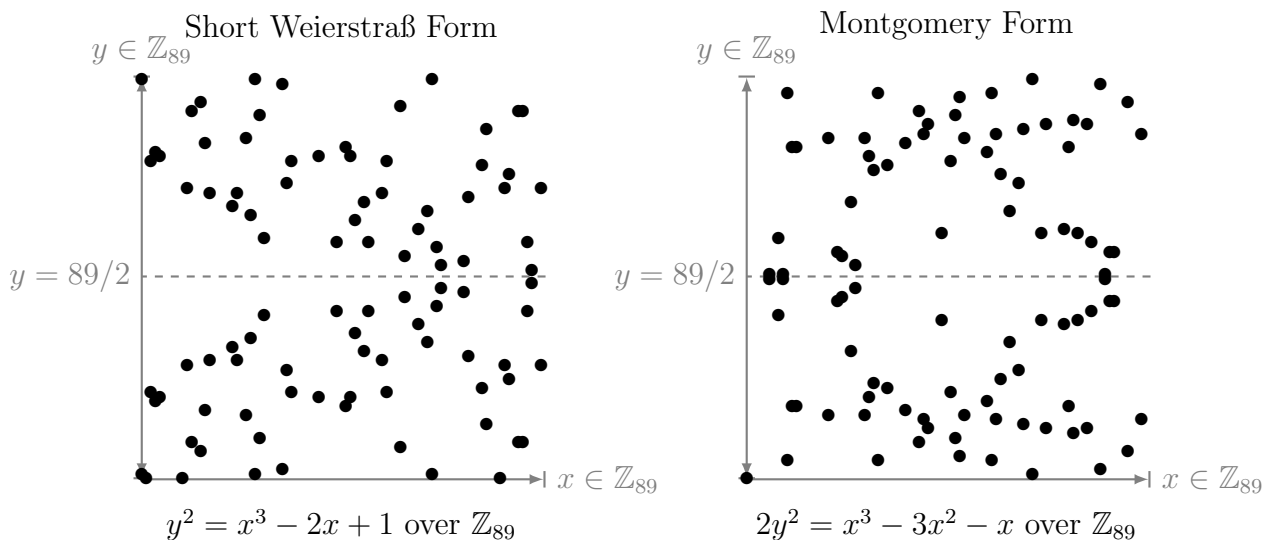 Short Weierstraß Form
y ∈ ℤ₈₉
y = 89/2
x ∈ ℤ₈₉
y² = x³ − 2x + 1 over ℤ₈₉
Montgomery Form
y ∈ ℤ₈₉
y = 89/2
x ∈ ℤ₈₉
2y² = x³ − 3x² − x over ℤ₈₉